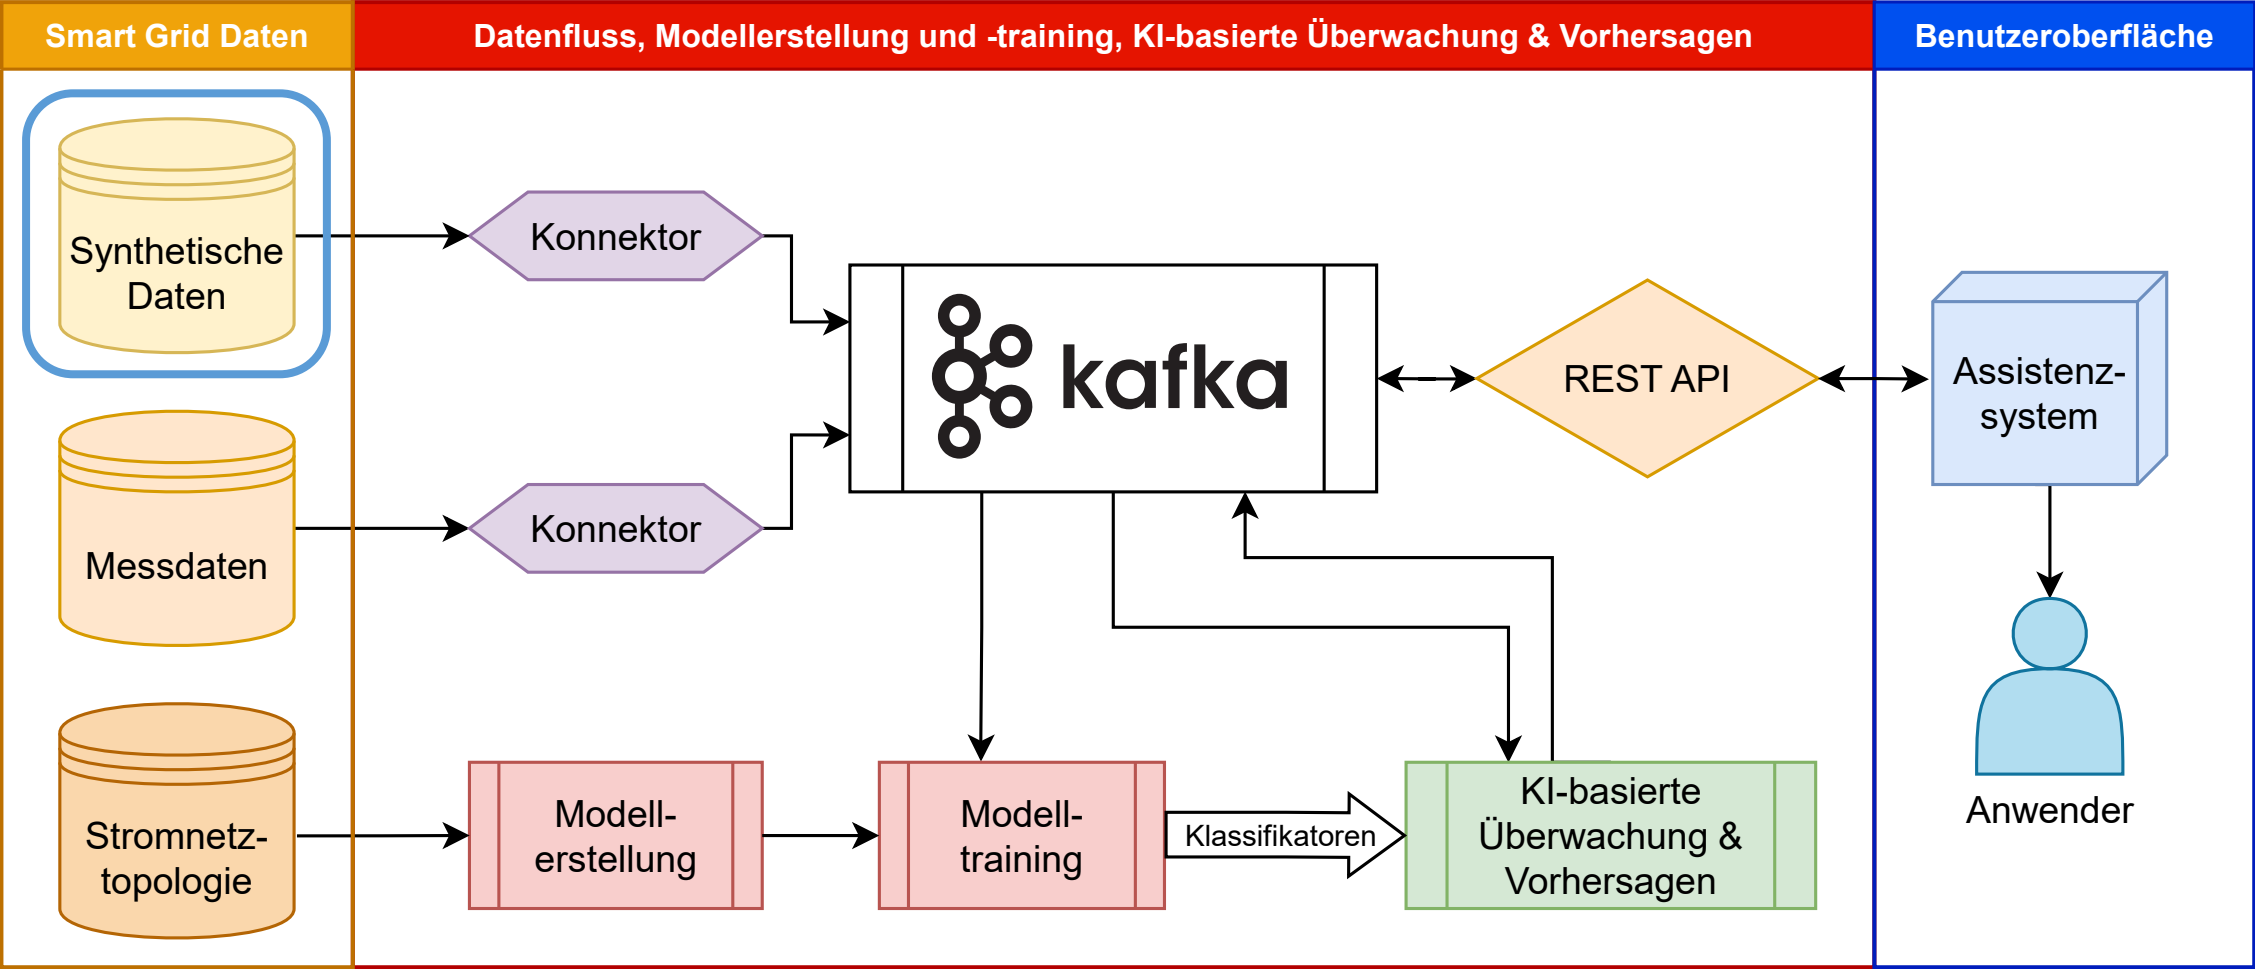 Smart Grid Daten
Datenfluss, Modellerstellung und -training, KI-basierte Überwachung & Vorhersagen
Benutzeroberfläche
Synthetische
Daten
Konnektor
kafka
REST API
Assistenz-
system
Messdaten
Konnektor
Stromnetz-
topologie
Modell-
erstellung
Modell-
training
Klassifikatoren
KI-basierte
Überwachung &
Vorhersagen
Anwender